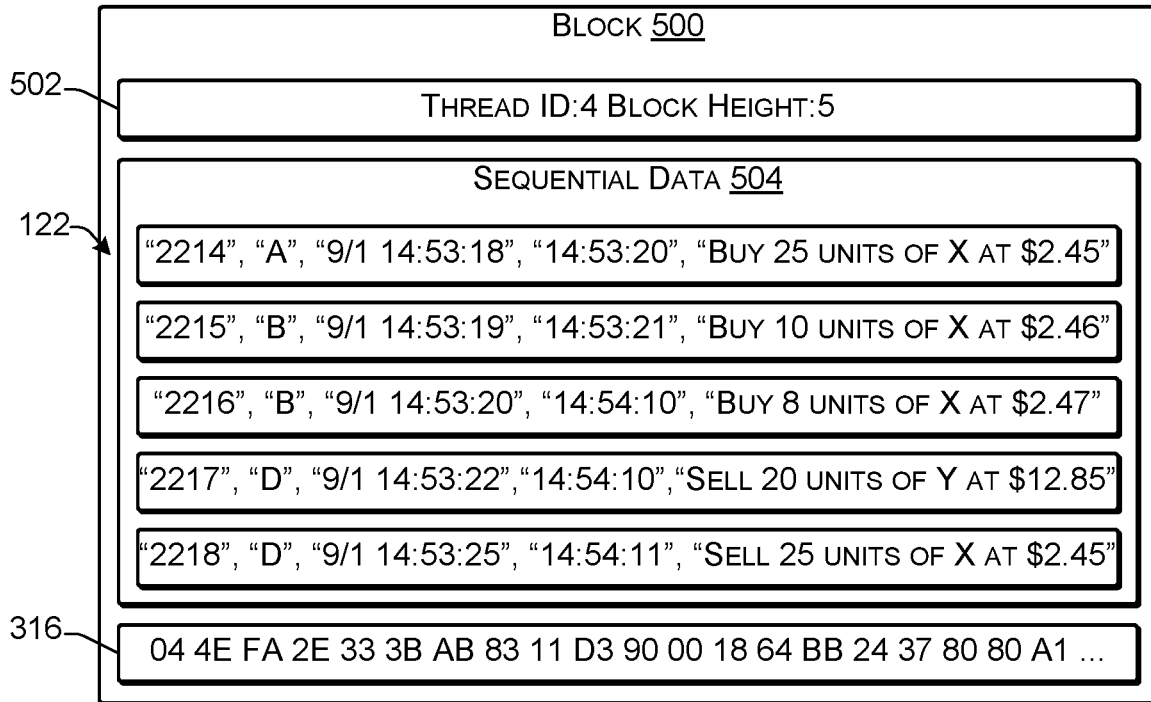 BLOCK 500
502
THREAD ID:4 BLOCK HEIGHT:5
SEQUENTIAL DATA 504
122
“2214”, “A”, “9/1 14:53:18”, “14:53:20”, “BUY 25 UNITS OF X AT $2.45”
“2215”, “B”, “9/1 14:53:19”, “14:53:21”, “BUY 10 UNITS OF X AT $2.46”
“2216”, “B”, “9/1 14:53:20”, “14:54:10”, “BUY 8 UNITS OF X AT $2.47”
“2217”, “D”, “9/1 14:53:22”,“14:54:10”,“SELL 20 UNITS OF Y AT $12.85”
“2218”, “D”, “9/1 14:53:25”, “14:54:11”, “SELL 25 UNITS OF X AT $2.45”
316
04 4E FA 2E 33 3B AB 83 11 D3 90 00 18 64 BB 24 37 80 80 A1 ...